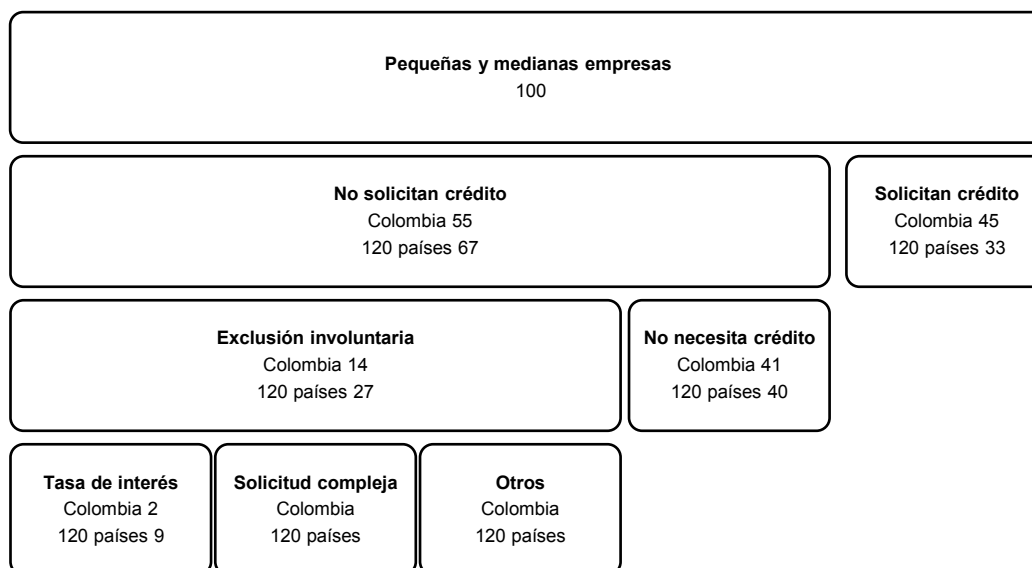 Pequeñas y medianas empresas
100
No solicitan crédito
Colombia 55
120 países 67
Solicitan crédito
Colombia 45
120 países 33
Exclusión involuntaria
Colombia 14
120 países 27
No necesita crédito
Colombia 41
120 países 40
Tasa de interés
Colombia 2
120 países 9
Solicitud compleja
Colombia
120 países
Otros
Colombia
120 países